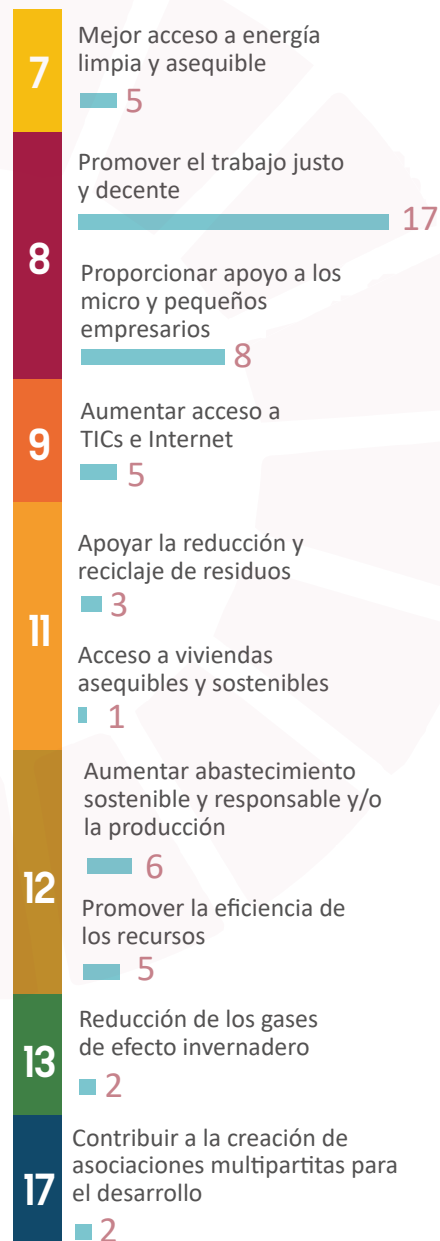 7
Mejor acceso a energía
limpia y asequible
5
8
Promover el trabajo justo
y decente
17
Proporcionar apoyo a los
micro y pequeños
empresarios
8
9
Aumentar acceso a
TICs e Internet
5
11
Apoyar la reducción y
reciclaje de residuos
3
Acceso a viviendas
asequibles y sostenibles
1
12
Aumentar abastecimiento
sostenible y responsable y/o
la producción
6
Promover la eficiencia de
los recursos
5
13
Reducción de los gases
de efecto invernadero
2
17
Contribuir a la creación de
asociaciones multipartitas para
el desarrollo
2